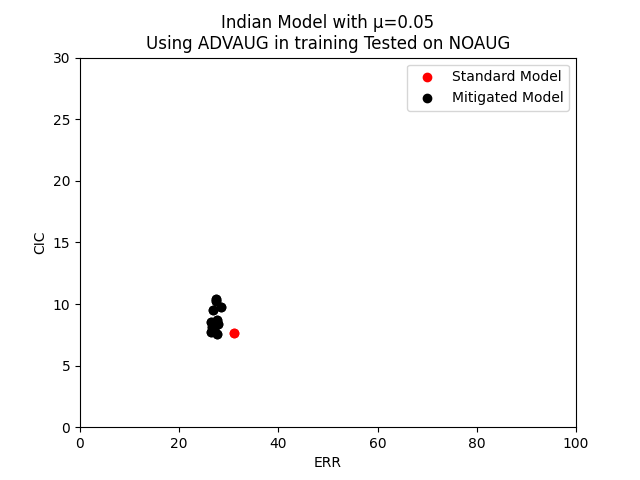 Indian Model with μ=0.05
Using ADVAUG in training Tested on NOAUG
Standard Model
Mitigated Model
30
25
20
15
10
5
0
CIC
0 20 40 60 80 100
ERR